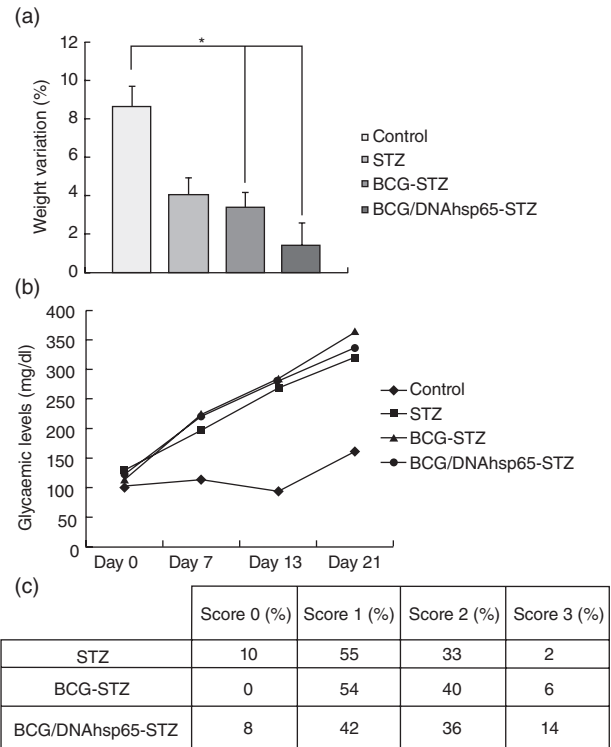 (a)
Weight variation (%)
12
10
8
6
4
2
0
*
Control
STZ
BCG-STZ
BCG/DNAhsp65-STZ
(b)
Glycaemic levels (mg/dl)
400
350
300
250
200
150
100
50
0
Day 0 Day 7 Day 13 Day 21
Control
STZ
BCG-STZ
BCG/DNAhsp65-STZ
(c)
Score 0 (%) Score 1 (%) Score 2 (%) Score 3 (%)
STZ 10 55 33 2
BCG-STZ 0 54 40 6
BCG/DNAhsp65-STZ 8 42 36 14